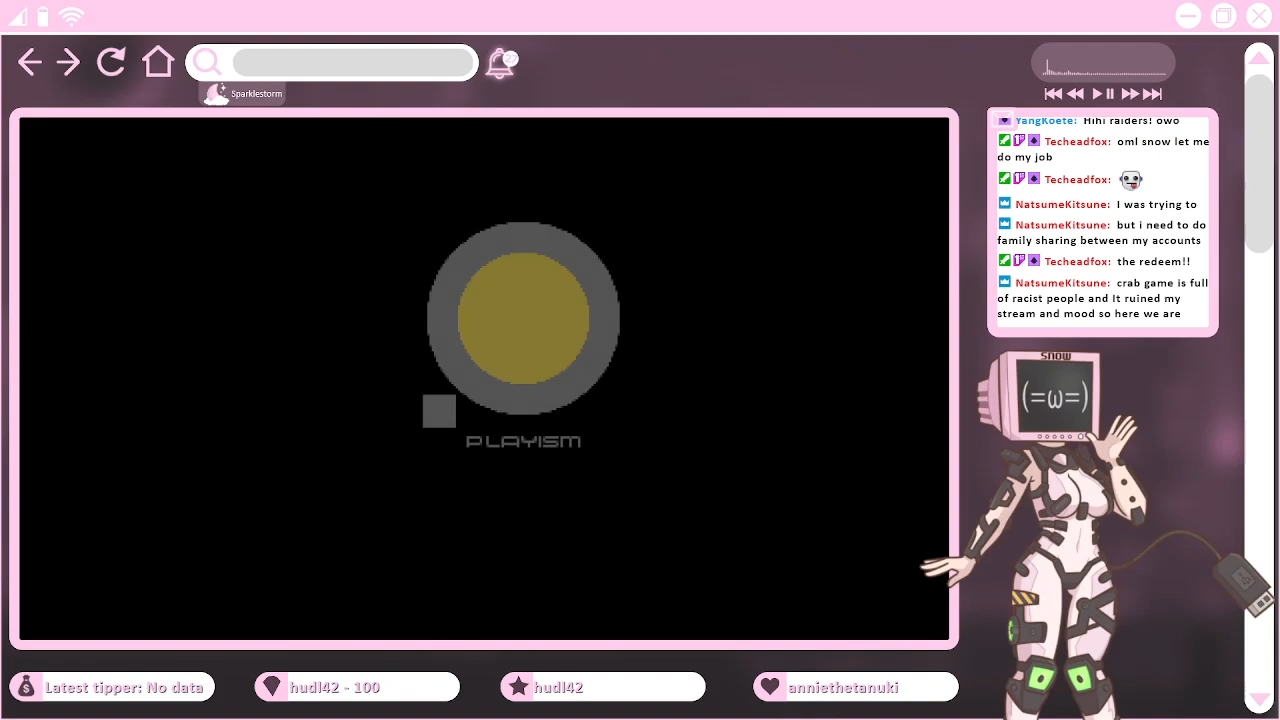 27
Sparklestorm
YangKoete: Hihi raiders! owo
Techeadfox: oml snow let me
do my job
Techeadfox:
NatsumeKitsune: I was trying to
NatsumeKitsune: but i need to do
family sharing between my accounts
Techeadfox: the redeem!!
NatsumeKitsune: crab game is full
of racist people and It ruined my
stream and mood so here we are
PLAYISM
SNOW
(=ω=)
Latest tipper: No data
hudl42 - 100
hudl42
anniethetanuki